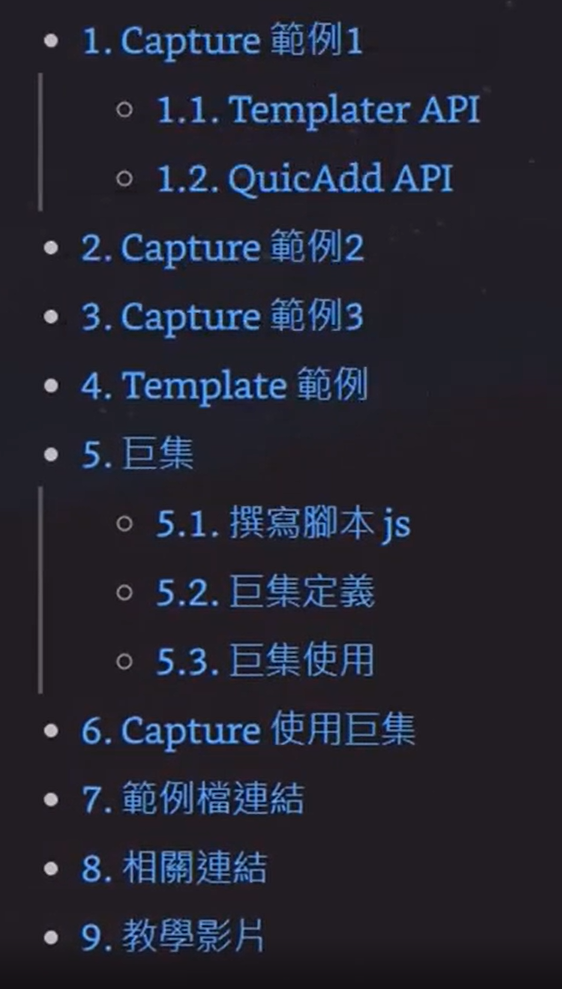 1. Capture 範例1
1.1. Templater API
1.2. QuicAdd API
2. Capture 範例2
3. Capture 範例3
4. Template 範例
5. 巨集
5.1. 撰寫腳本 js
5.2. 巨集定義
5.3. 巨集使用
6. Capture 使用巨集
7. 範例檔連結
8. 相關連結
9. 教學影片